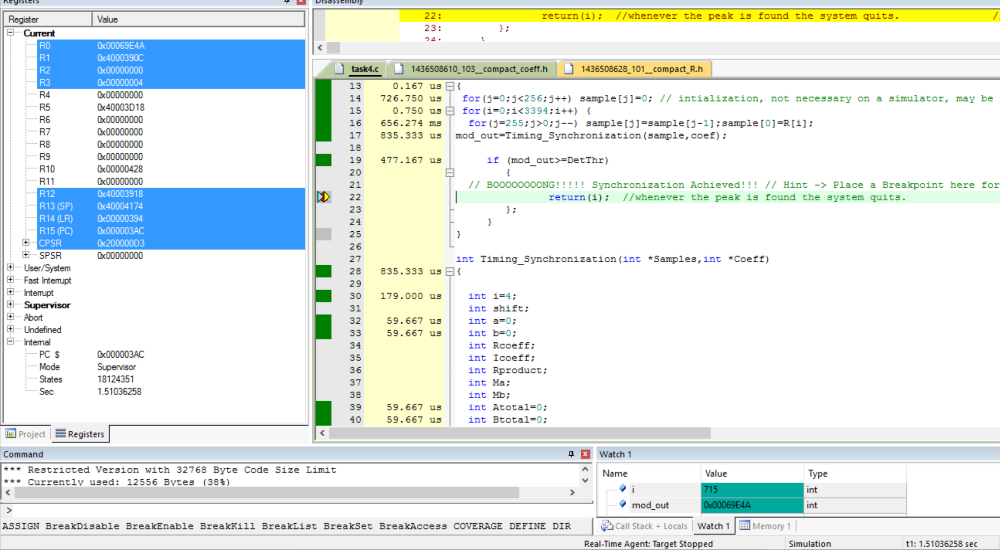 Registers
Register Value
Current
R0 0x00069E4A
R1 0x4000390C
R2 0x00000000
R3 0x00000004
R4 0x00000000
R5 0x40003D18
R6 0x00000000
R7 0x00000000
R8 0x00000000
R9 0x00000000
R10 0x00000428
R11 0x00000000
R12 0x40003918
R13 (SP) 0x40004174
R14 (LR) 0x00000394
R15 (PC) 0x000003AC
CPSR 0x200000D3
SPSR 0x00000000
User/System
Fast Interrupt
Interrupt
Supervisor
Abort
Undefined
Internal
PC $ 0x000003AC
Mode Supervisor
States 18124351
Sec 1.51036258
Project Registers
Disassembly
22: return(i); //whenever the peak is found the system quits. //
23: };
24: }
task4.c 1436508610_103__compact_coeff.h 1436508628_101__compact_R.h
13 0.167 us {
14 726.750 us for(j=0;j<256;j++) sample[j]=0; // intialization, not necessary on a simulator, may be
15 0.750 us for(i=0;i<3394;i++) {
16 656.274 ms for(j=255;j>0;j--) sample[j]=sample[j-1];sample[0]=R[i];
17 835.333 us mod_out=Timing_Synchronization(sample,coef);
18
19 477.167 us if (mod_out>=DetThr)
20 {
21 // BOOOOOOOONG!!!!! Synchronization Achieved!!! // Hint -> Place a Breakpoint here for
22 return(i); //whenever the peak is found the system quits.
23 };
24 }
25 }
26
27 int Timing_Synchronization(int *Samples,int *Coeff)
28 835.333 us {
29
30 179.000 us int i=4;
31 int shift;
32 59.667 us int a=0;
33 59.667 us int b=0;
34 int Rcoeff;
35 int Icoeff;
36 int Rproduct;
37 int Ma;
38 int Mb;
39 59.667 us int Atotal=0;
40 59.667 us int Btotal=0;
Command
*** Restricted Version with 32768 Byte Code Size Limit
*** Currently used: 12556 Bytes (38%)
>
ASSIGN BreakDisable BreakEnable BreakKill BreakList BreakSet BreakAccess COVERAGE DEFINE DIR
Watch 1
Name Value Type
i 715 int
mod_out 0x00069E4A int
Call Stack + Locals Watch 1 Memory 1
Real-Time Agent: Target Stopped Simulation t1: 1.51036258 sec